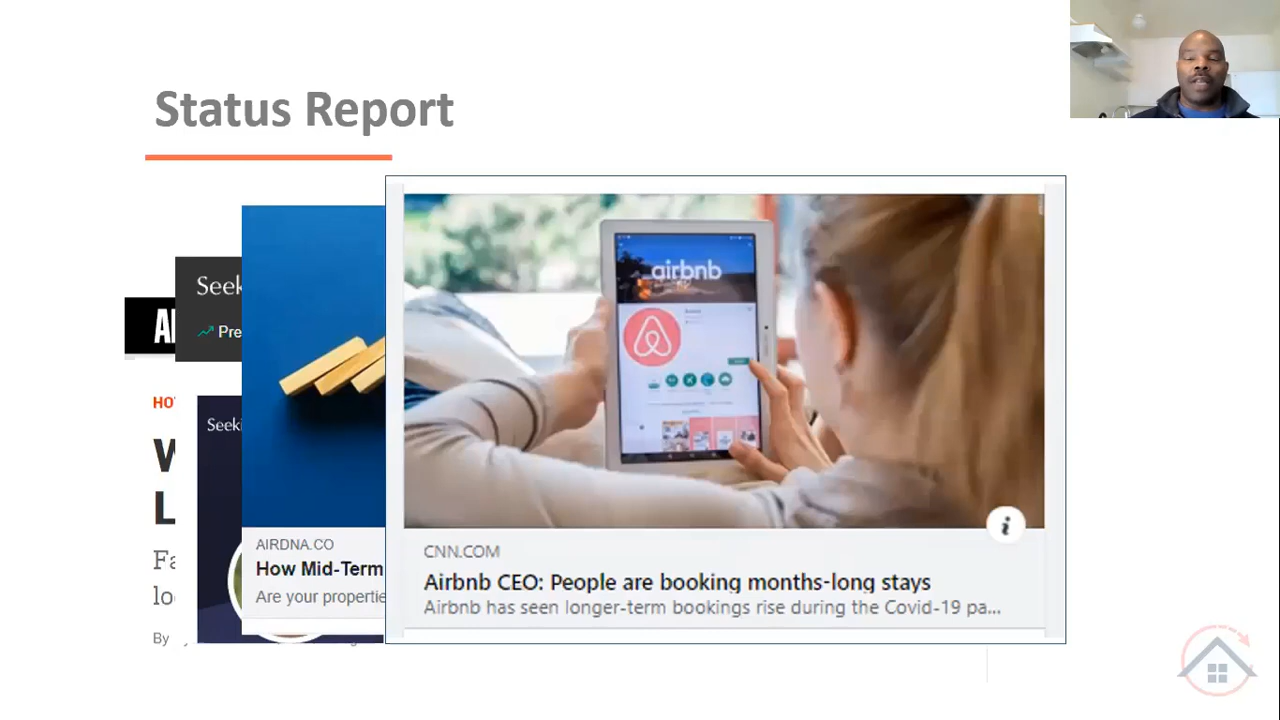 Status Report
Seek
Pre
HO
W
L
Fa
lo
By
Seeki
AIRDNA.CO
How Mid-Term
Are your propertie
airbnb
CNN.COM
Airbnb CEO: People are booking months-long stays
Airbnb has seen longer-term bookings rise during the Covid-19 pa...